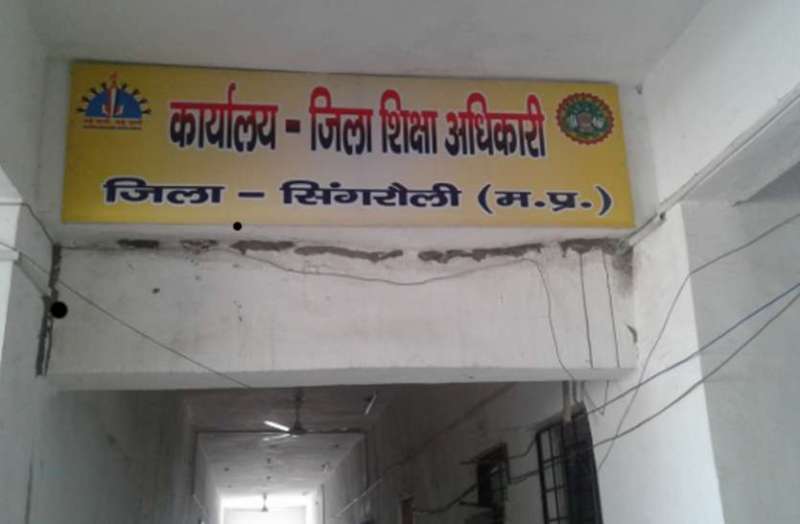 कार्यालय - जिला शिक्षा अधिकारी
जिला - सिंगरौली (म.प्र.)